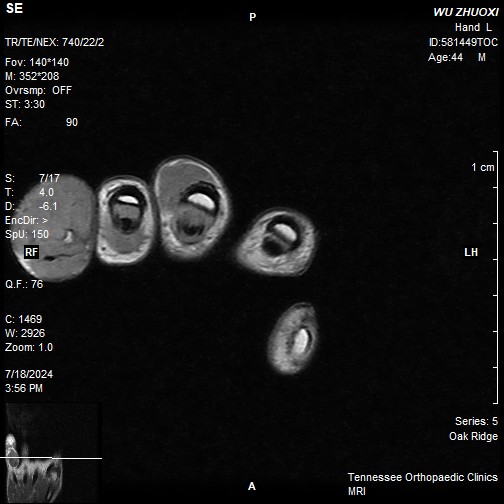 SE
P
WU ZHUOXI
Hand L
TR/TE/NEX: 740/22/2
ID:581449TOC
Age:44 M
Fov: 140*140
M: 352*208
Ovrsmp: OFF
ST: 3:30
FA: 90
1 cm
S: 7/17
T: 4.0
D: -6.1
EncDir: >
SpU: 150
RF
LH
Q.F.: 76
C: 1469
W: 2926
Zoom: 1.0
7/18/2024
3:56 PM
Series: 5
Oak Ridge
Tennessee Orthopaedic Clinics
MRI
A